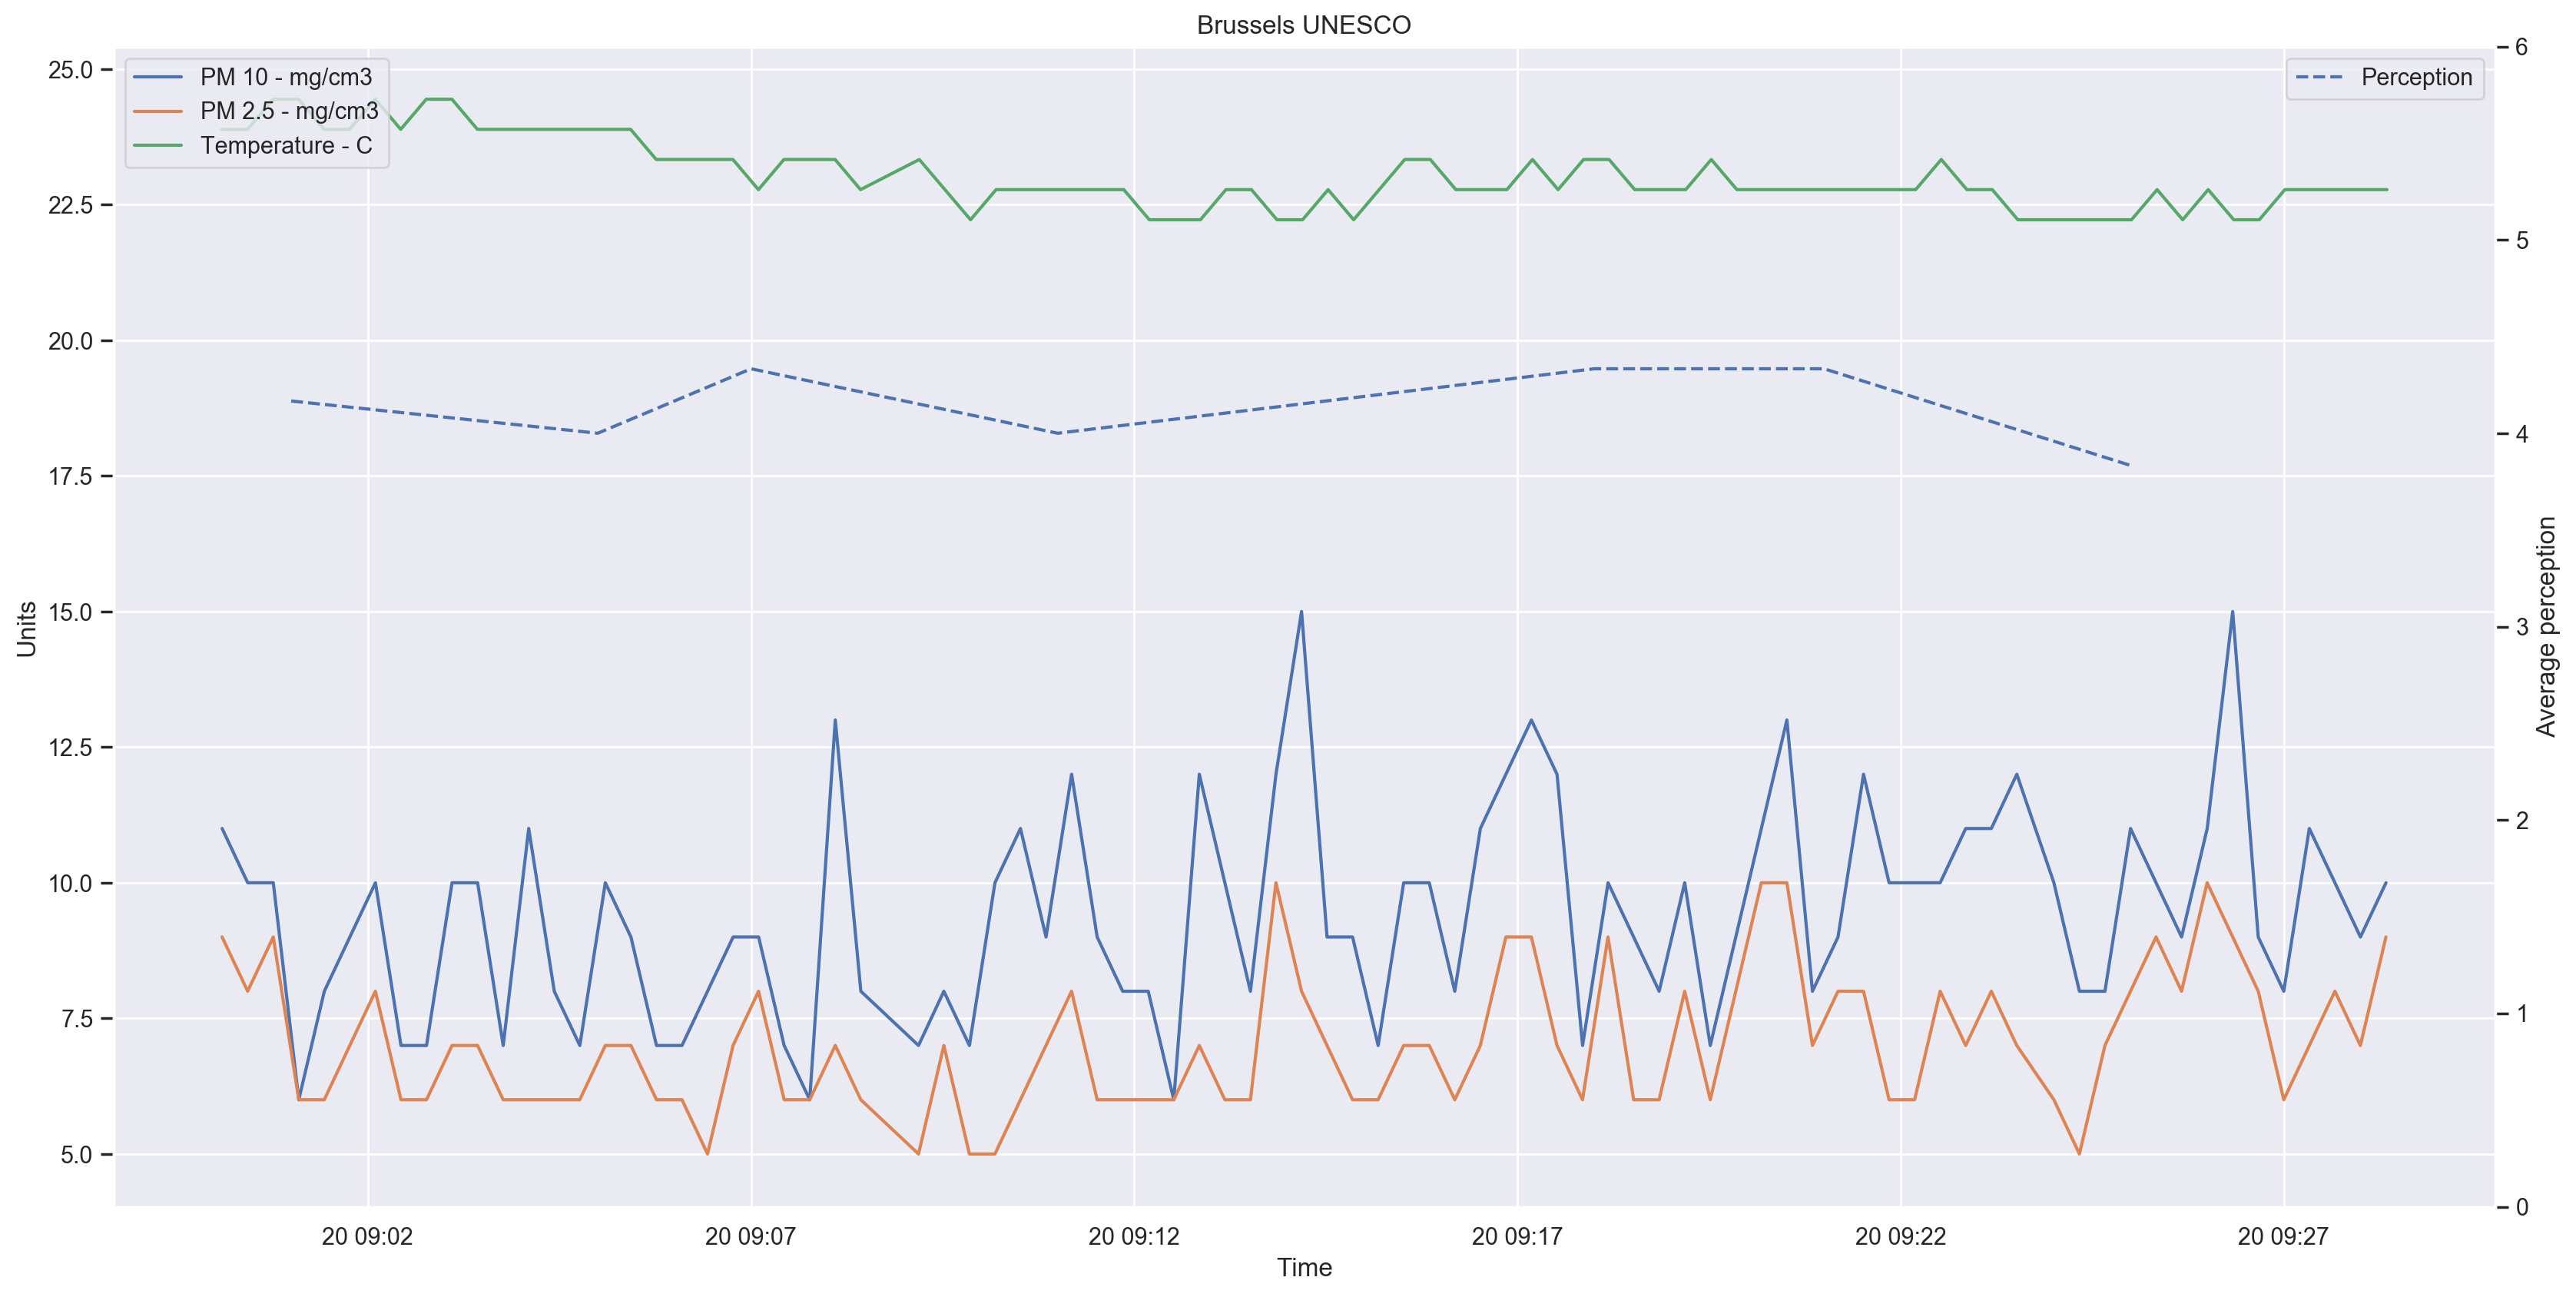 Brussels UNESCO
PM 10 - mg/cm3
PM 2.5 - mg/cm3
Temperature - C
Perception
25.0
22.5
20.0
17.5
15.0
12.5
10.0
7.5
5.0
Units
6
5
4
3
2
1
0
Average perception
20 09:02
20 09:07
20 09:12
20 09:17
20 09:22
20 09:27
Time